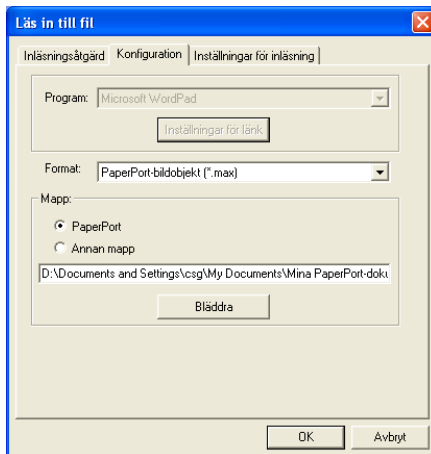 Läs in till fil
Inläsningsåtgärd Konfiguration Inställningar för inläsning
Program: Microsoft WordPad
Inställningar för länk
Format: PaperPort-bildobjekt (*.max)
Mapp:
PaperPort
Annan mapp
D:\Documents and Settings\csg\My Documents\Mina PaperPort-doku
Bläddra
OK Avbryt